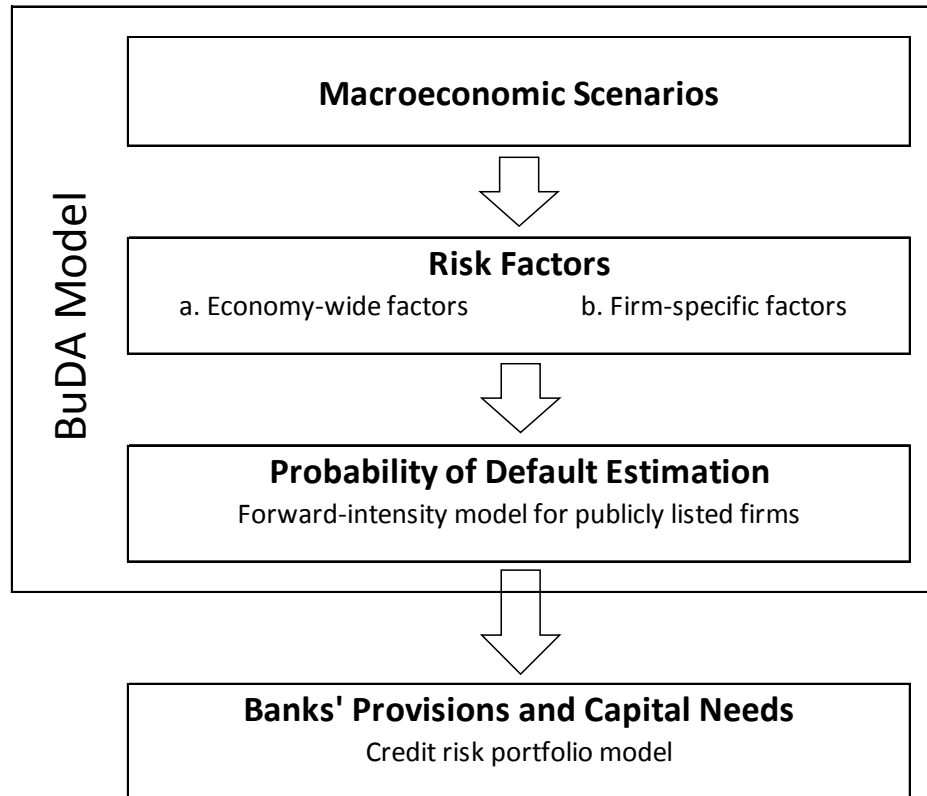 BuDA Model
Macroeconomic Scenarios
Risk Factors
a. Economy-wide factors b. Firm-specific factors
Probability of Default Estimation
Forward-intensity model for publicly listed firms
Banks' Provisions and Capital Needs
Credit risk portfolio model